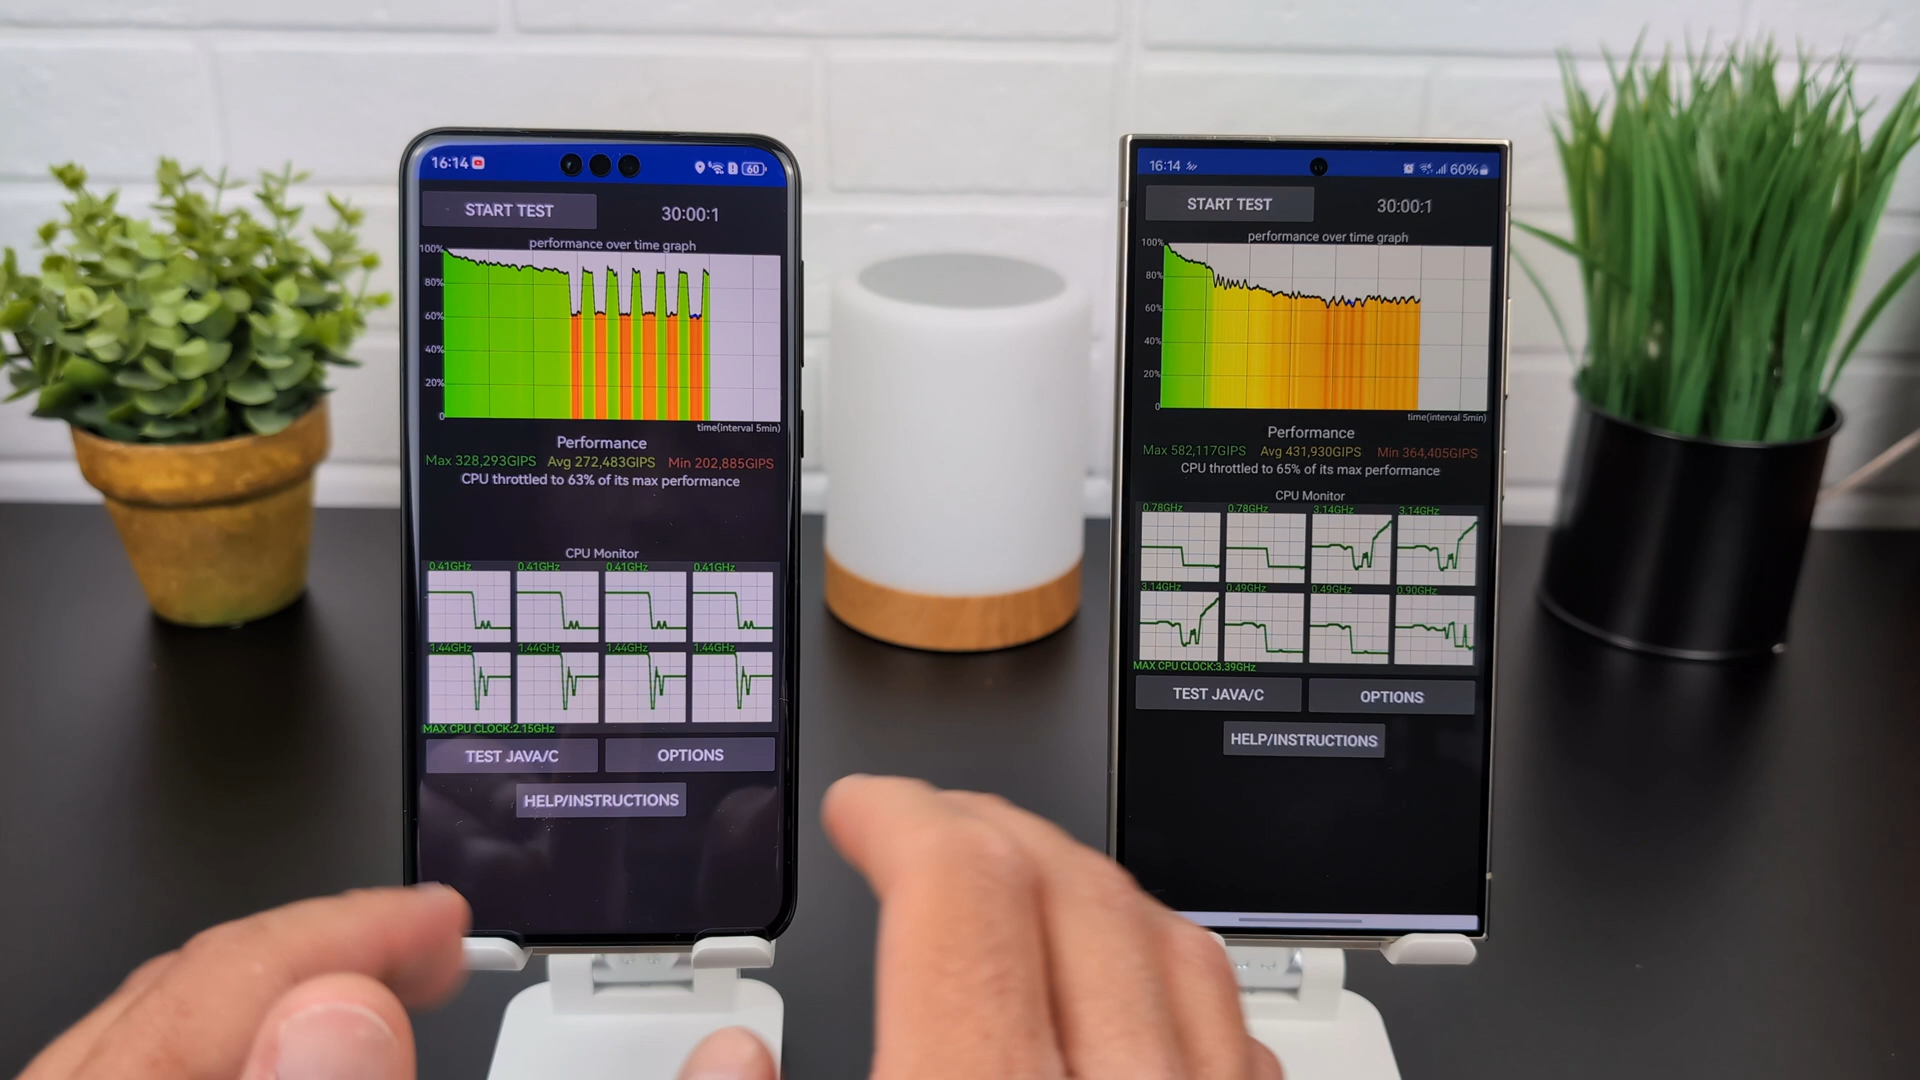 16:14
60
START TEST
30:00:1
performance over time graph
100%
80%
60%
40%
20%
0
time(interval 5min)
Performance
Max 328,293GIPS Avg 272,483GIPS Min 202,885GIPS
CPU throttled to 63% of its max performance
CPU Monitor
0.41GHz 0.41GHz 0.41GHz 0.41GHz
1.44GHz 1.44GHz 1.44GHz 1.44GHz
MAX CPU CLOCK:2.15GHz
TEST JAVA/C OPTIONS
HELP/INSTRUCTIONS
16:14
60%
START TEST
30:00:1
performance over time graph
100%
80%
60%
40%
20%
0
time(interval 5min)
Performance
Max 582,117GIPS Avg 431,930GIPS Min 364,405GIPS
CPU throttled to 65% of its max performance
CPU Monitor
0.78GHz 0.78GHz 3.14GHz 3.14GHz
3.14GHz 0.49GHz 0.49GHz 0.90GHz
MAX CPU CLOCK:3.39GHz
TEST JAVA/C OPTIONS
HELP/INSTRUCTIONS